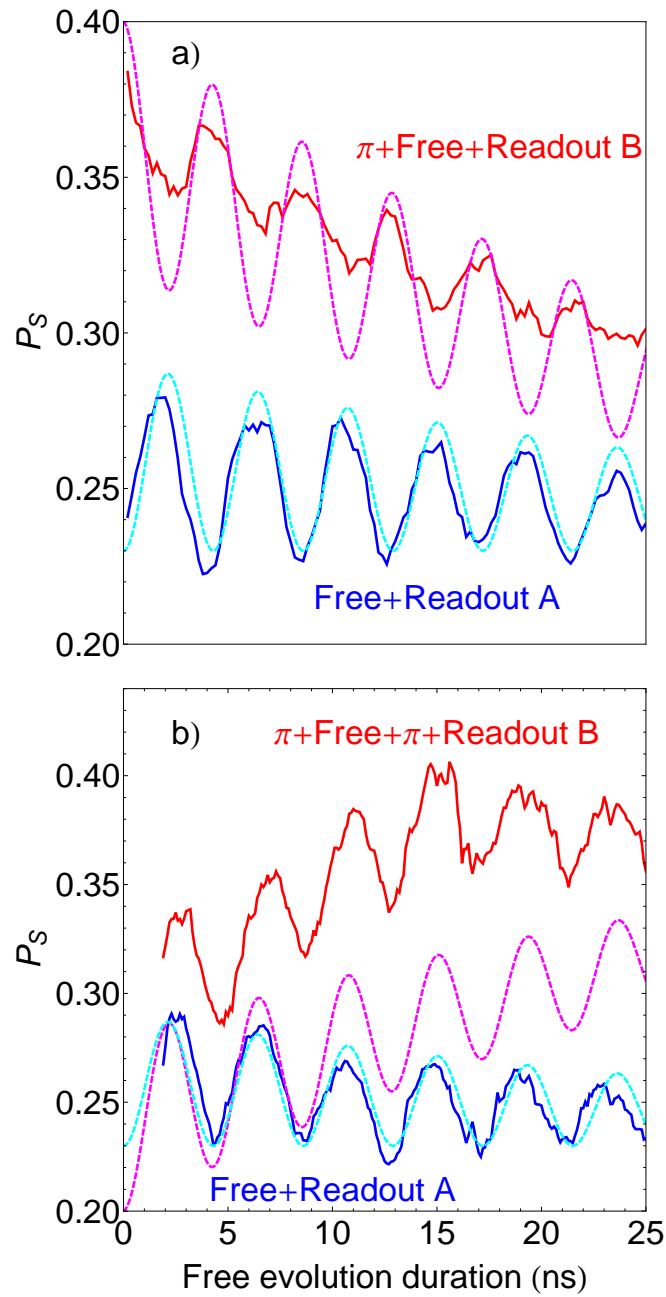 0.40
a)
π+Free+Readout B
0.35
P_S
0.30
0.25
Free+Readout A
0.20
b)
π+Free+π+Readout B
0.40
0.35
P_S
0.30
0.25
Free+Readout A
0.20
0 5 10 15 20 25
Free evolution duration (ns)